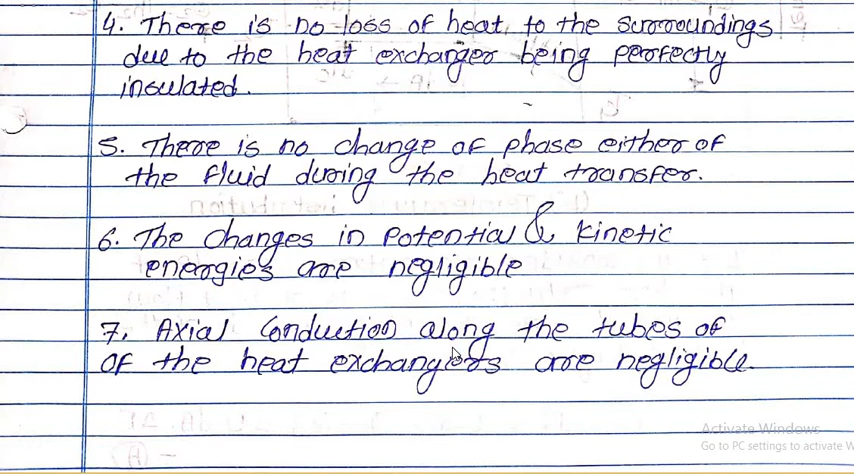 4. There is no loss of heat, to the surroundings
due to the heat exchanger being perfectly
insulated.
5. There is no change of phase either of
the fluid during the heat transfer.
6. The changes in potential & kinetic
energies are negligible
7. Axial conduction along the tubes of
of the heat exchangers are negligible.
Activate Windows
Go to PC settings to activate W